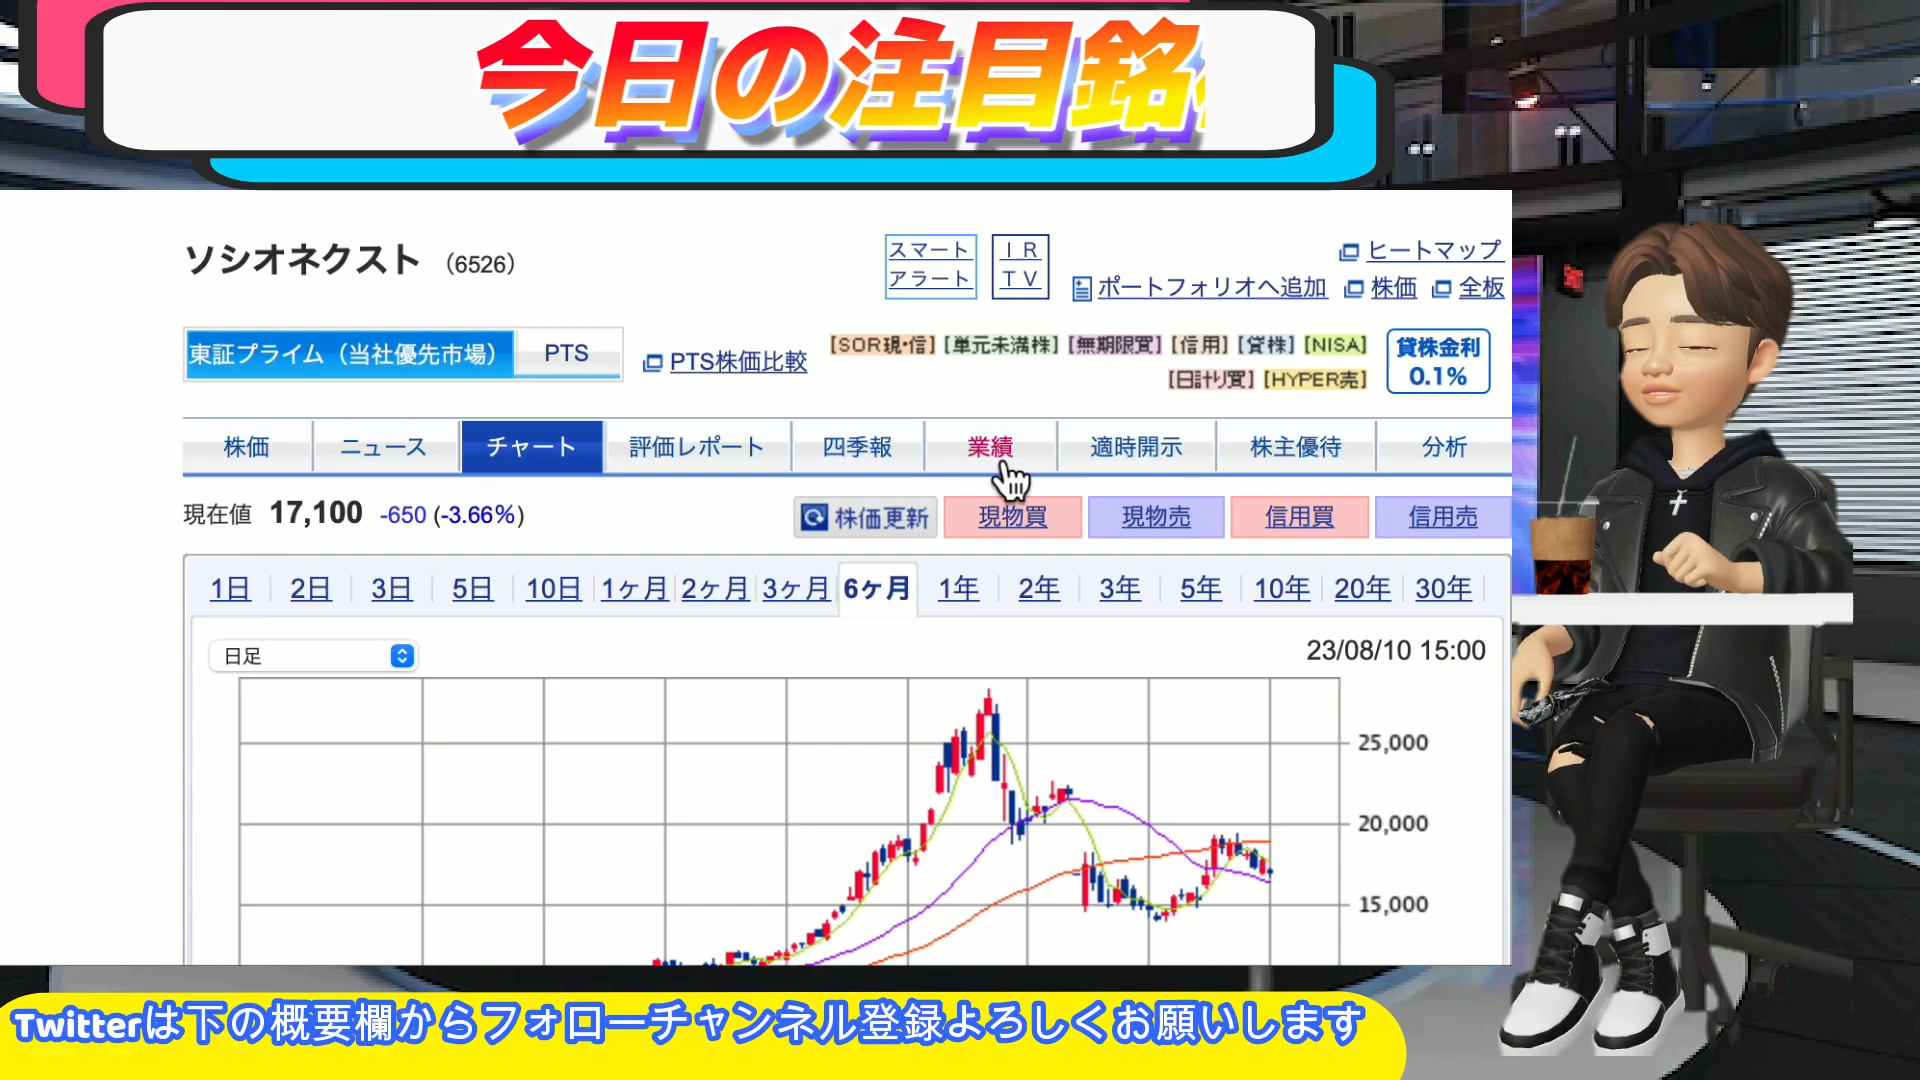 今日の注目銘
ソシオネクスト (6526)
スマート
アラート
IR
TV
ヒートマップ
ポートフォリオへ追加 株価 全板
東証プライム (当社優先市場) PTS
PTS株価比較
[SOR現・信] [単元未満株] [無期限買] [信用] [貸株] [NISA]
[日計り買] [HYPER売]
貸株金利
0.1%
株価 ニュース チャート 評価レポート 四季報 業績 適時開示 株主優待 分析
現在値 17,100 -650 (-3.66%)
株価更新 現物買 現物売 信用買 信用売
1日 2日 3日 5日 10日 1ヶ月 2ヶ月 3ヶ月 6ヶ月 1年 2年 3年 5年 10年 20年 30年
日足
23/08/10 15:00
25,000
20,000
15,000
Twitterは下の概要欄からフォローチャンネル登録よろしくお願いします